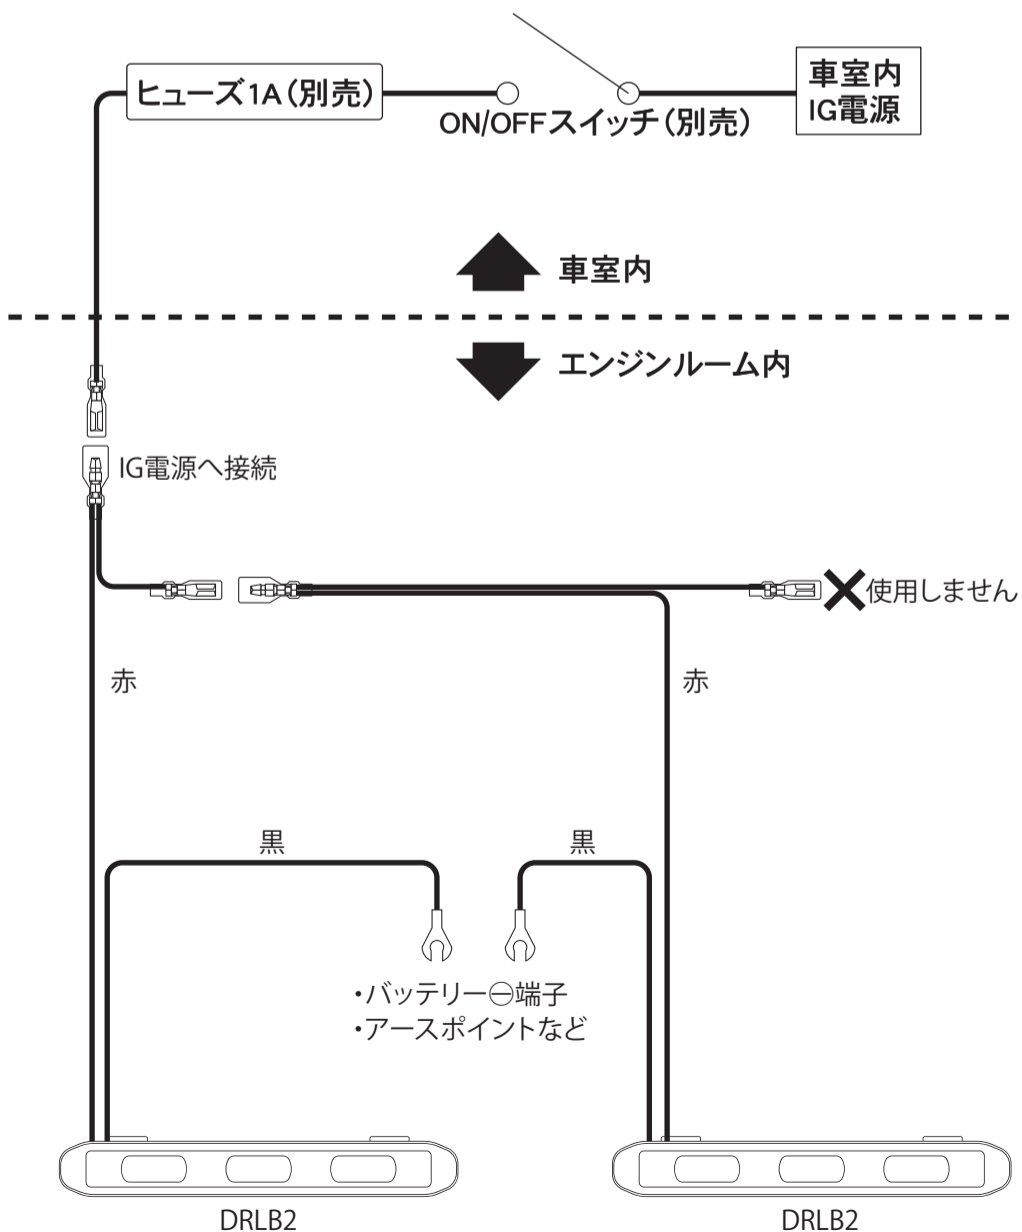 ヒューズ1A(別売)
ON/OFFスイッチ(別売)
車室内
IG電源
車室内
エンジンルーム内
IG電源へ接続
使用しません
赤
赤
黒
黒
・バッテリー⊖端子
・アースポイントなど
DRLB2
DRLB2